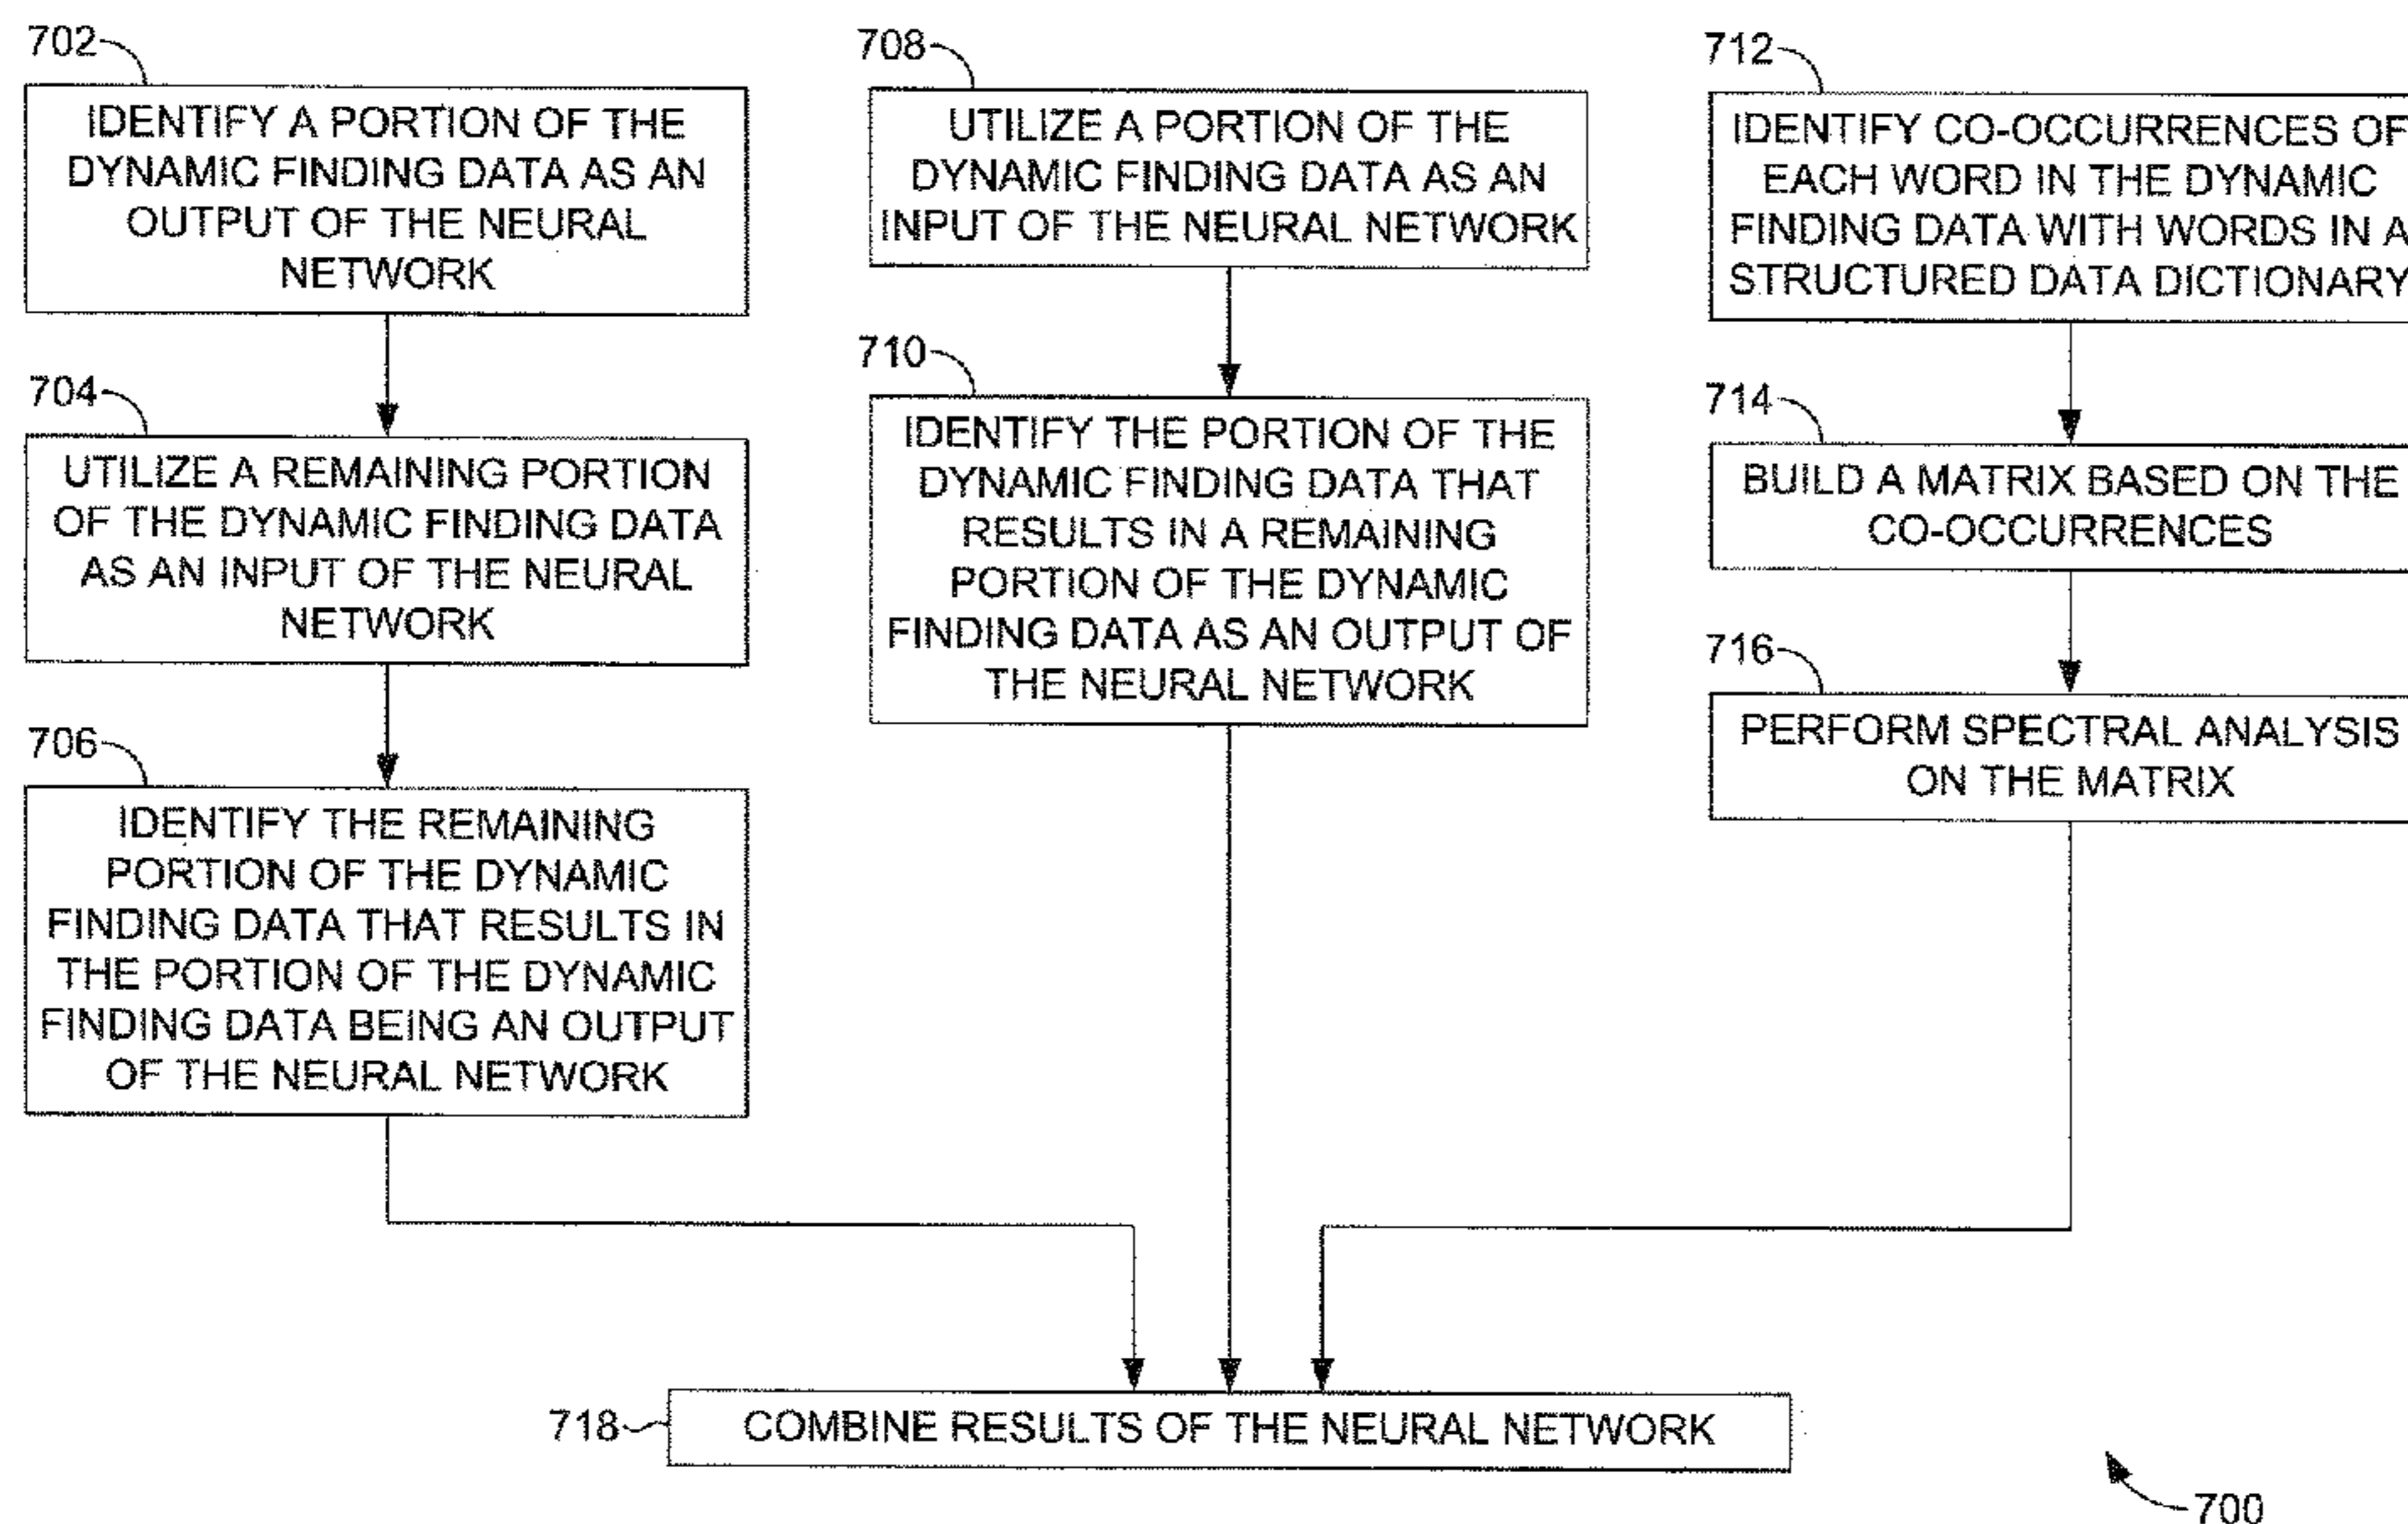 702
IDENTIFY A PORTION OF THE
DYNAMIC FINDING DATA AS AN
OUTPUT OF THE NEURAL
NETWORK
704
UTILIZE A REMAINING PORTION
OF THE DYNAMIC FINDING DATA
AS AN INPUT OF THE NEURAL
NETWORK
706
IDENTIFY THE REMAINING
PORTION OF THE DYNAMIC
FINDING DATA THAT RESULTS IN
THE PORTION OF THE DYNAMIC
FINDING DATA BEING AN OUTPUT
OF THE NEURAL NETWORK
708
UTILIZE A PORTION OF THE
DYNAMIC FINDING DATA AS AN
INPUT OF THE NEURAL NETWORK
710
IDENTIFY THE PORTION OF THE
DYNAMIC FINDING DATA THAT
RESULTS IN A REMAINING
PORTION OF THE DYNAMIC
FINDING DATA AS AN OUTPUT OF
THE NEURAL NETWORK
712
IDENTIFY CO-OCCURRENCES OF
EACH WORD IN THE DYNAMIC
FINDING DATA WITH WORDS IN A
STRUCTURED DATA DICTIONARY
714
BUILD A MATRIX BASED ON THE
CO-OCCURRENCES
716
PERFORM SPECTRAL ANALYSIS
ON THE MATRIX
718
COMBINE RESULTS OF THE NEURAL NETWORK
700